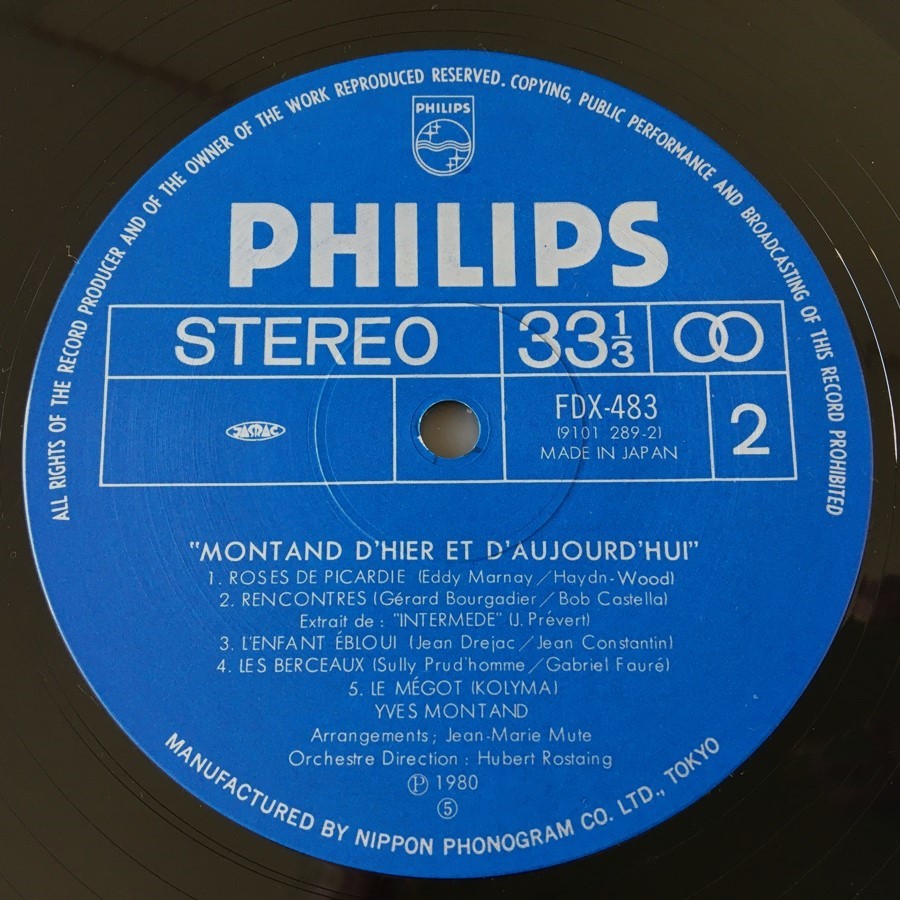 ALL RIGHTS OF THE RECORD PRODUCER AND OF THE OWNER OF THE WORK REPRODUCED RESERVED. COPYING, PUBLIC PERFORMANCE AND BROADCASTING OF THIS RECORD PROHIBITED
PHILIPS
PHILIPS
STEREO
33 1/3
JASRAC
FDX-483
(9101 289-2)
MADE IN JAPAN
2
"MONTAND D'HIER ET D'AUJOURD'HUI"
1. ROSES DE PICARDIE (Eddy Marnay/Haydn-Wood)
2. RENCONTRES (Gérard Bourgadier/Bob Castella)
Extrait de : "INTERMEDE" (J. Prévert)
3. L'ENFANT ÉBLOUI (Jean Drejac/Jean Constantin)
4. LES BERCEAUX (Sully Prud'homme/Gabriel Fauré)
5. LE MÉGOT (KOLYMA)
YVES MONTAND
Arrangements; Jean-Marie Mute
Orchestre Direction : Hubert Rostaing
Ⓟ 1980
⑤
MANUFACTURED BY NIPPON PHONOGRAM CO. LTD., TOKYO